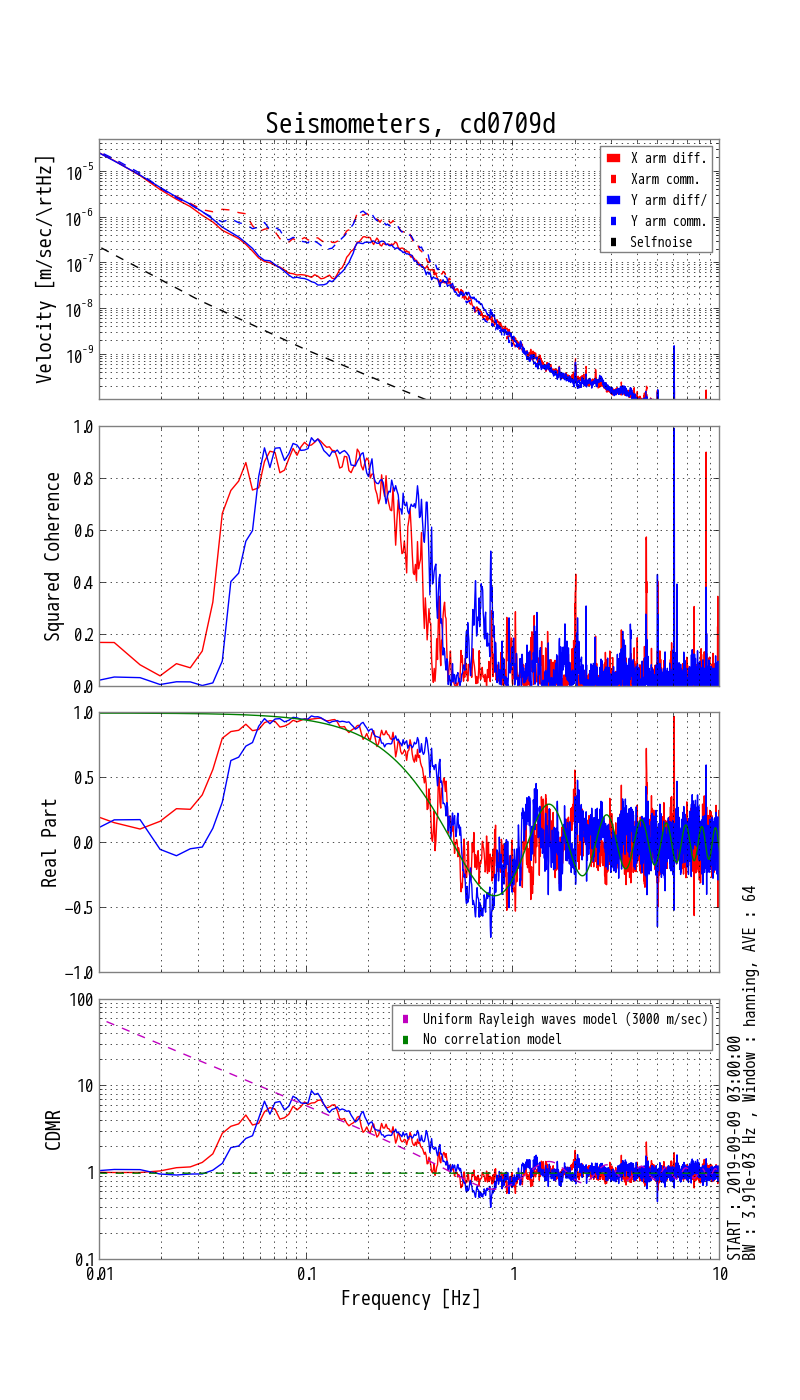 Seismometers, cd0709d
Velocity [m/sec/\rtHz]
10^-5
10^-6
10^-7
10^-8
10^-9
X arm diff.
Xarm comm.
Y arm diff/
Y arm comm.
Selfnoise
Squared Coherence
1.0
0.8
0.6
0.4
0.2
0.0
Real Part
1.0
0.5
0.0
−0.5
−1.0
CDMR
100
10
1
0.1
Uniform Rayleigh waves model (3000 m/sec)
No correlation model
0.01
0.1
1
10
Frequency [Hz]
START : 2019-09-09 03:00:00
BW : 3.91e-03 Hz , Window : hanning, AVE : 64